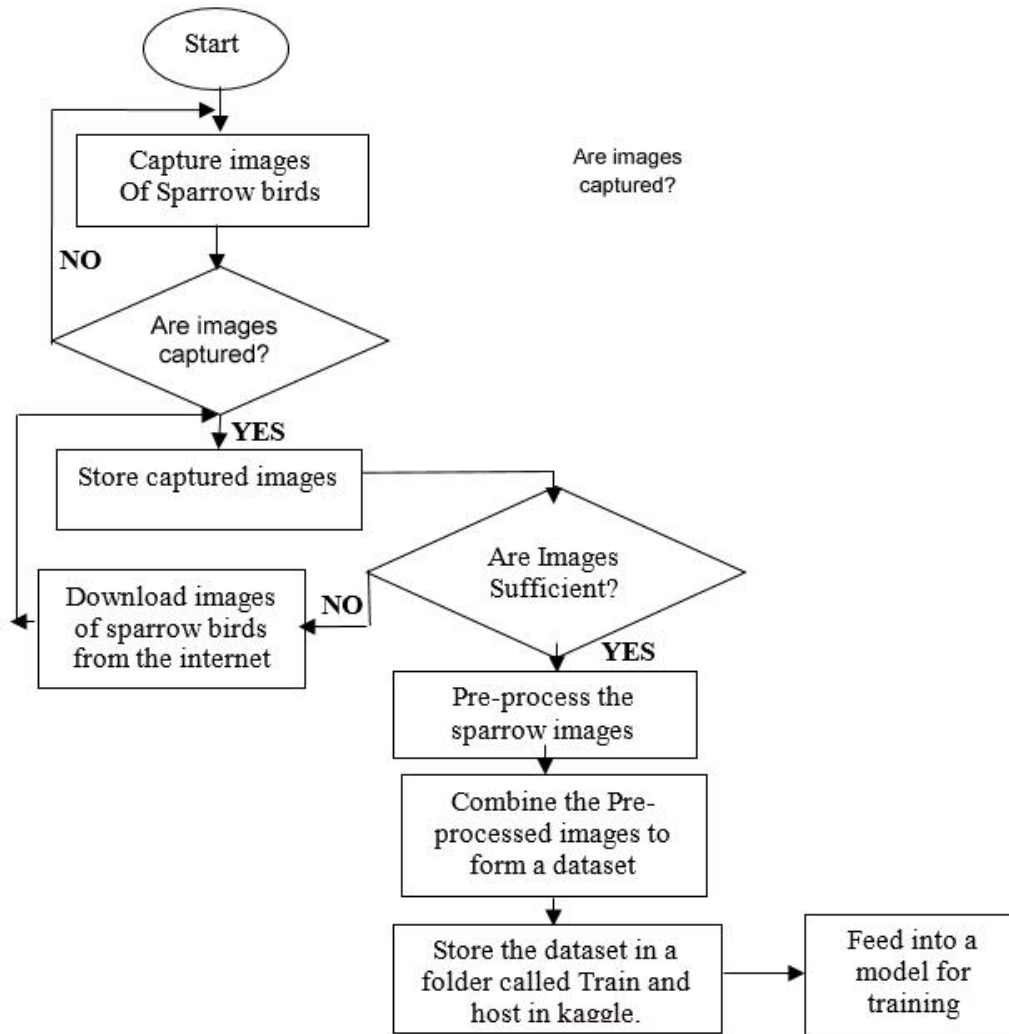 Start
Capture images
Of Sparrow birds
Are images
captured?
NO
Are images
captured?
YES
Store captured images
Are Images
Sufficient?
NO
Download images
of sparrow birds
from the internet
YES
Pre-process the
sparrow images
Combine the Pre-
processed images to
form a dataset
Store the dataset in a
folder called Train and
host in kaggle.
Feed into a
model for
training